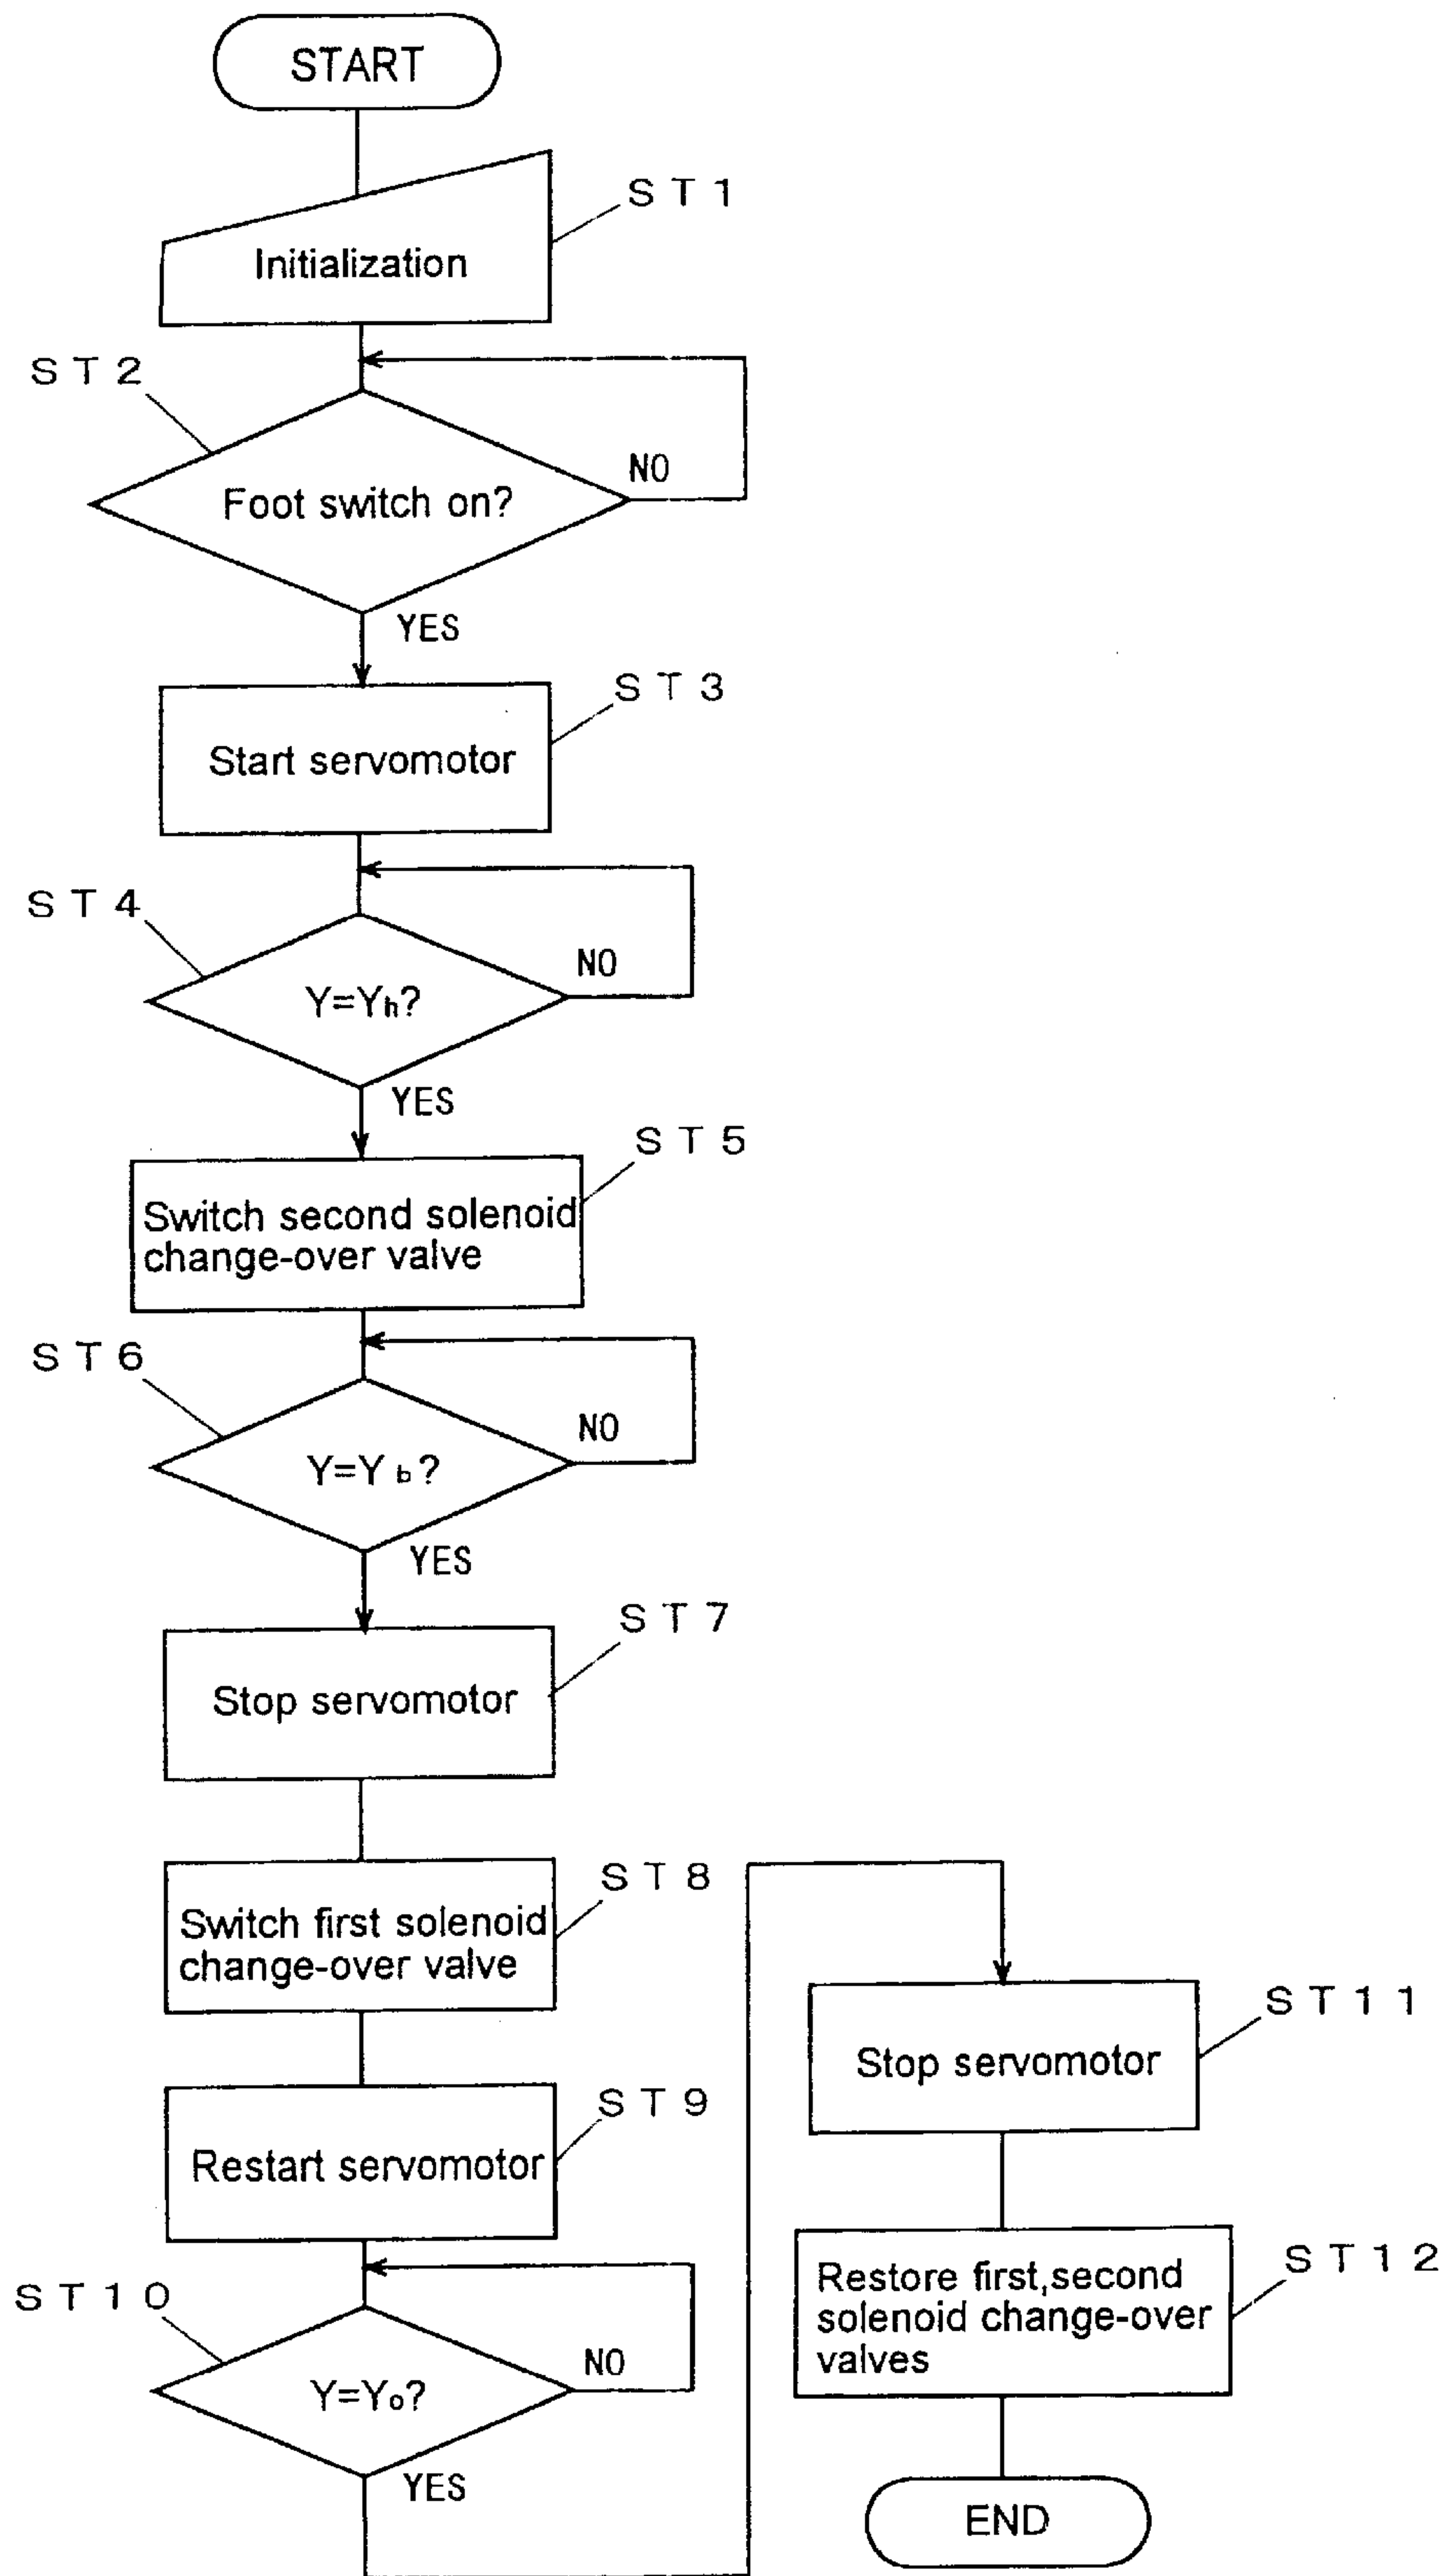 START
ST1
Initialization
ST2
Foot switch on?
NO
YES
ST3
Start servomotor
ST4
Y=Yh?
NO
YES
ST5
Switch second solenoid
change-over valve
ST6
Y=Yb?
NO
YES
ST7
Stop servomotor
ST8
Switch first solenoid
change-over valve
ST9
Restart servomotor
ST10
Y=Yo?
NO
YES
ST11
Stop servomotor
ST12
Restore first,second
solenoid change-over
valves
END